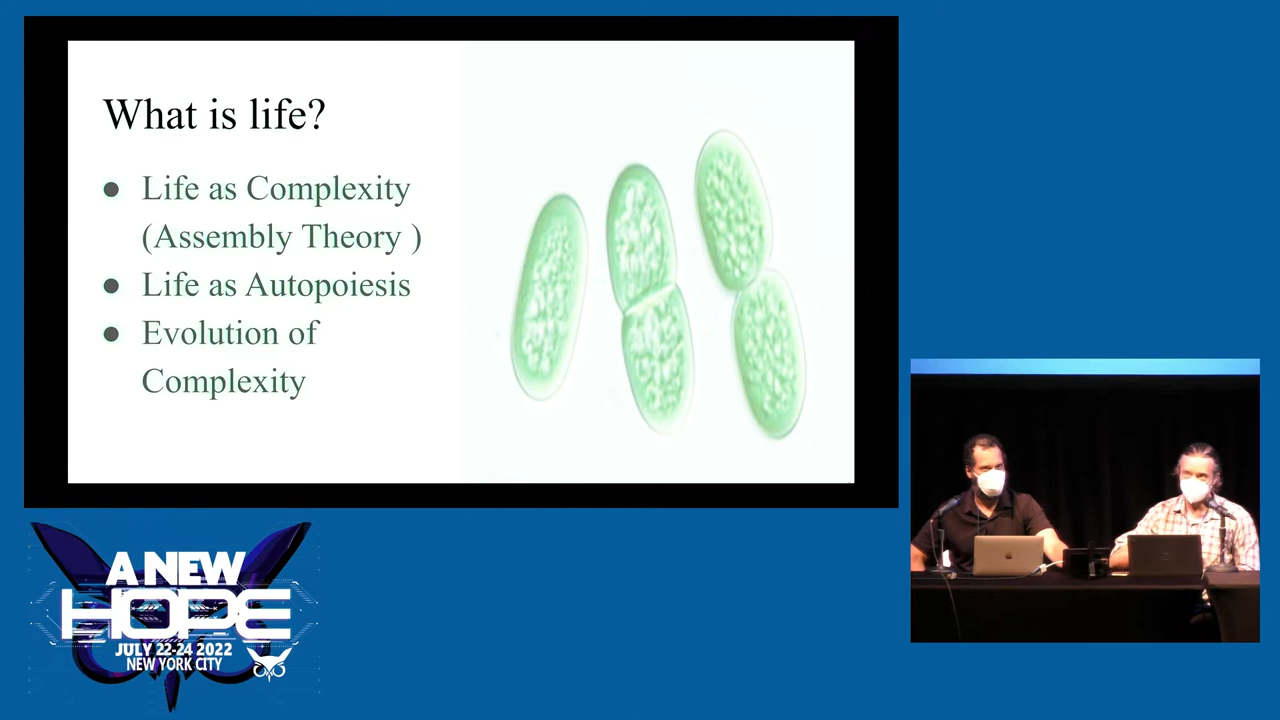 What is life?
● Life as Complexity
(Assembly Theory )
● Life as Autopoiesis
● Evolution of
Complexity
A NEW
HOPE
JULY 22-24 2022
NEW YORK CITY